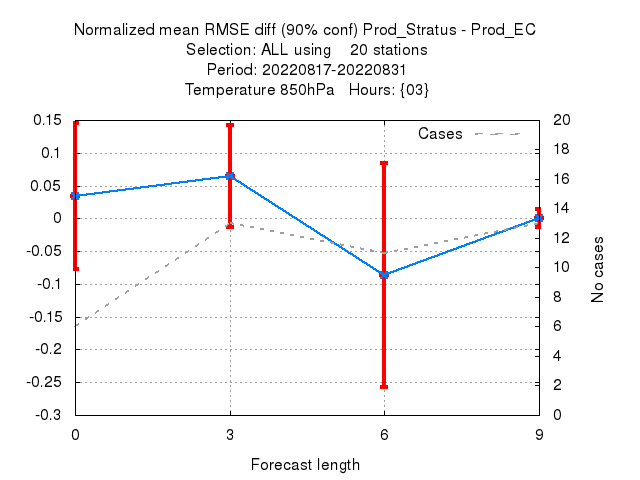 Normalized mean RMSE diff (90% conf) Prod_Stratus - Prod_EC
Selection: ALL using    20 stations
Period: 20220817-20220831
Temperature 850hPa   Hours: {03}
Cases
0.15
0.1
0.05
0
-0.05
-0.1
-0.15
-0.2
-0.25
-0.3
20
18
16
14
12
10
8
6
4
2
0
No cases
0 3 6 9
Forecast length